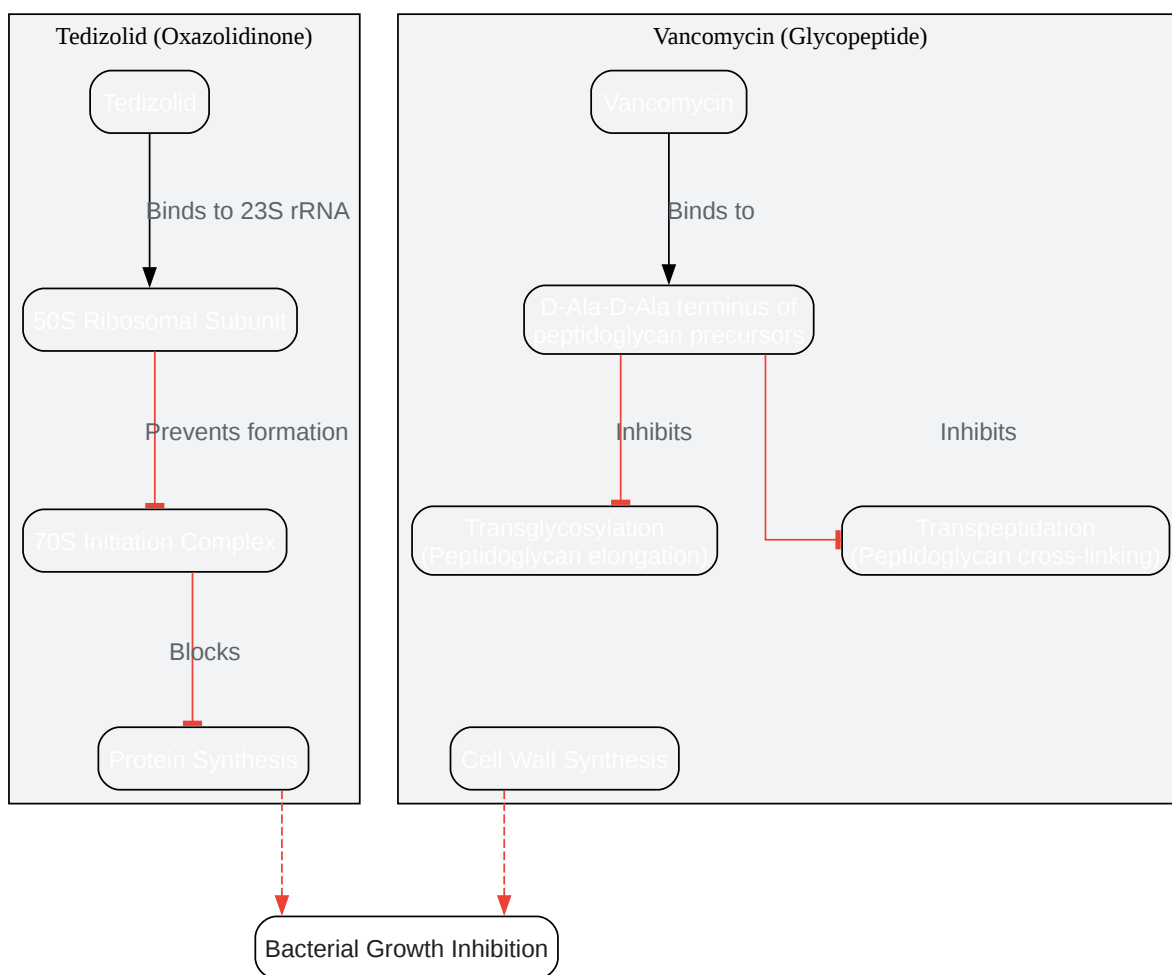 Tedizolid (Oxazolidinone)
Tedizolid
Binds to 23S rRNA
50S Ribosomal Subunit
Prevents formation
70S Initiation Complex
Blocks
Protein Synthesis
Vancomycin (Glycopeptide)
Vancomycin
Binds to
D-Ala-D-Ala terminus of
peptidoglycan precursors
Inhibits
Inhibits
Transglycosylation
(Peptidoglycan elongation)
Transpeptidation
(Peptidoglycan cross-linking)
Cell Wall Synthesis
Bacterial Growth Inhibition